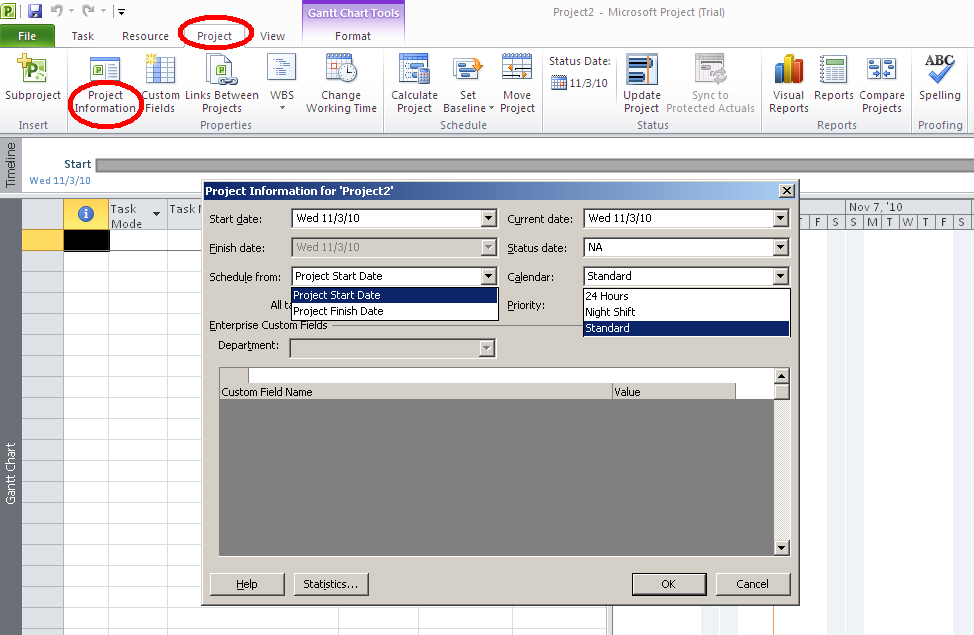 Gantt Chart Tools
Project2 - Microsoft Project (Trial)
File Task Resource Project View Format
Subproject
Project Information
Custom Fields
Links Between Projects
WBS
Change Working Time
Calculate Project
Set Baseline
Move Project
Status Date:
11/3/10
Update Project
Sync to Protected Actuals
Visual Reports
Reports
Compare Projects
ABC
Spelling
Insert Properties Schedule Status Reports Proofing
Timeline
Start
Wed 11/3/10
Task Mode
Task
Nov 7, '10
T F S S M T W T F S
Gantt Chart
Project Information for 'Project2'
Start date: Wed 11/3/10 Current date: Wed 11/3/10
Finish date: Wed 11/3/10 Status date: NA
Schedule from: Project Start Date Calendar: Standard
Project Start Date 24 Hours
All Priority:
Project Finish Date Night Shift
Enterprise Custom Fields Standard
Department:
Custom Field Name Value
Help Statistics... OK Cancel